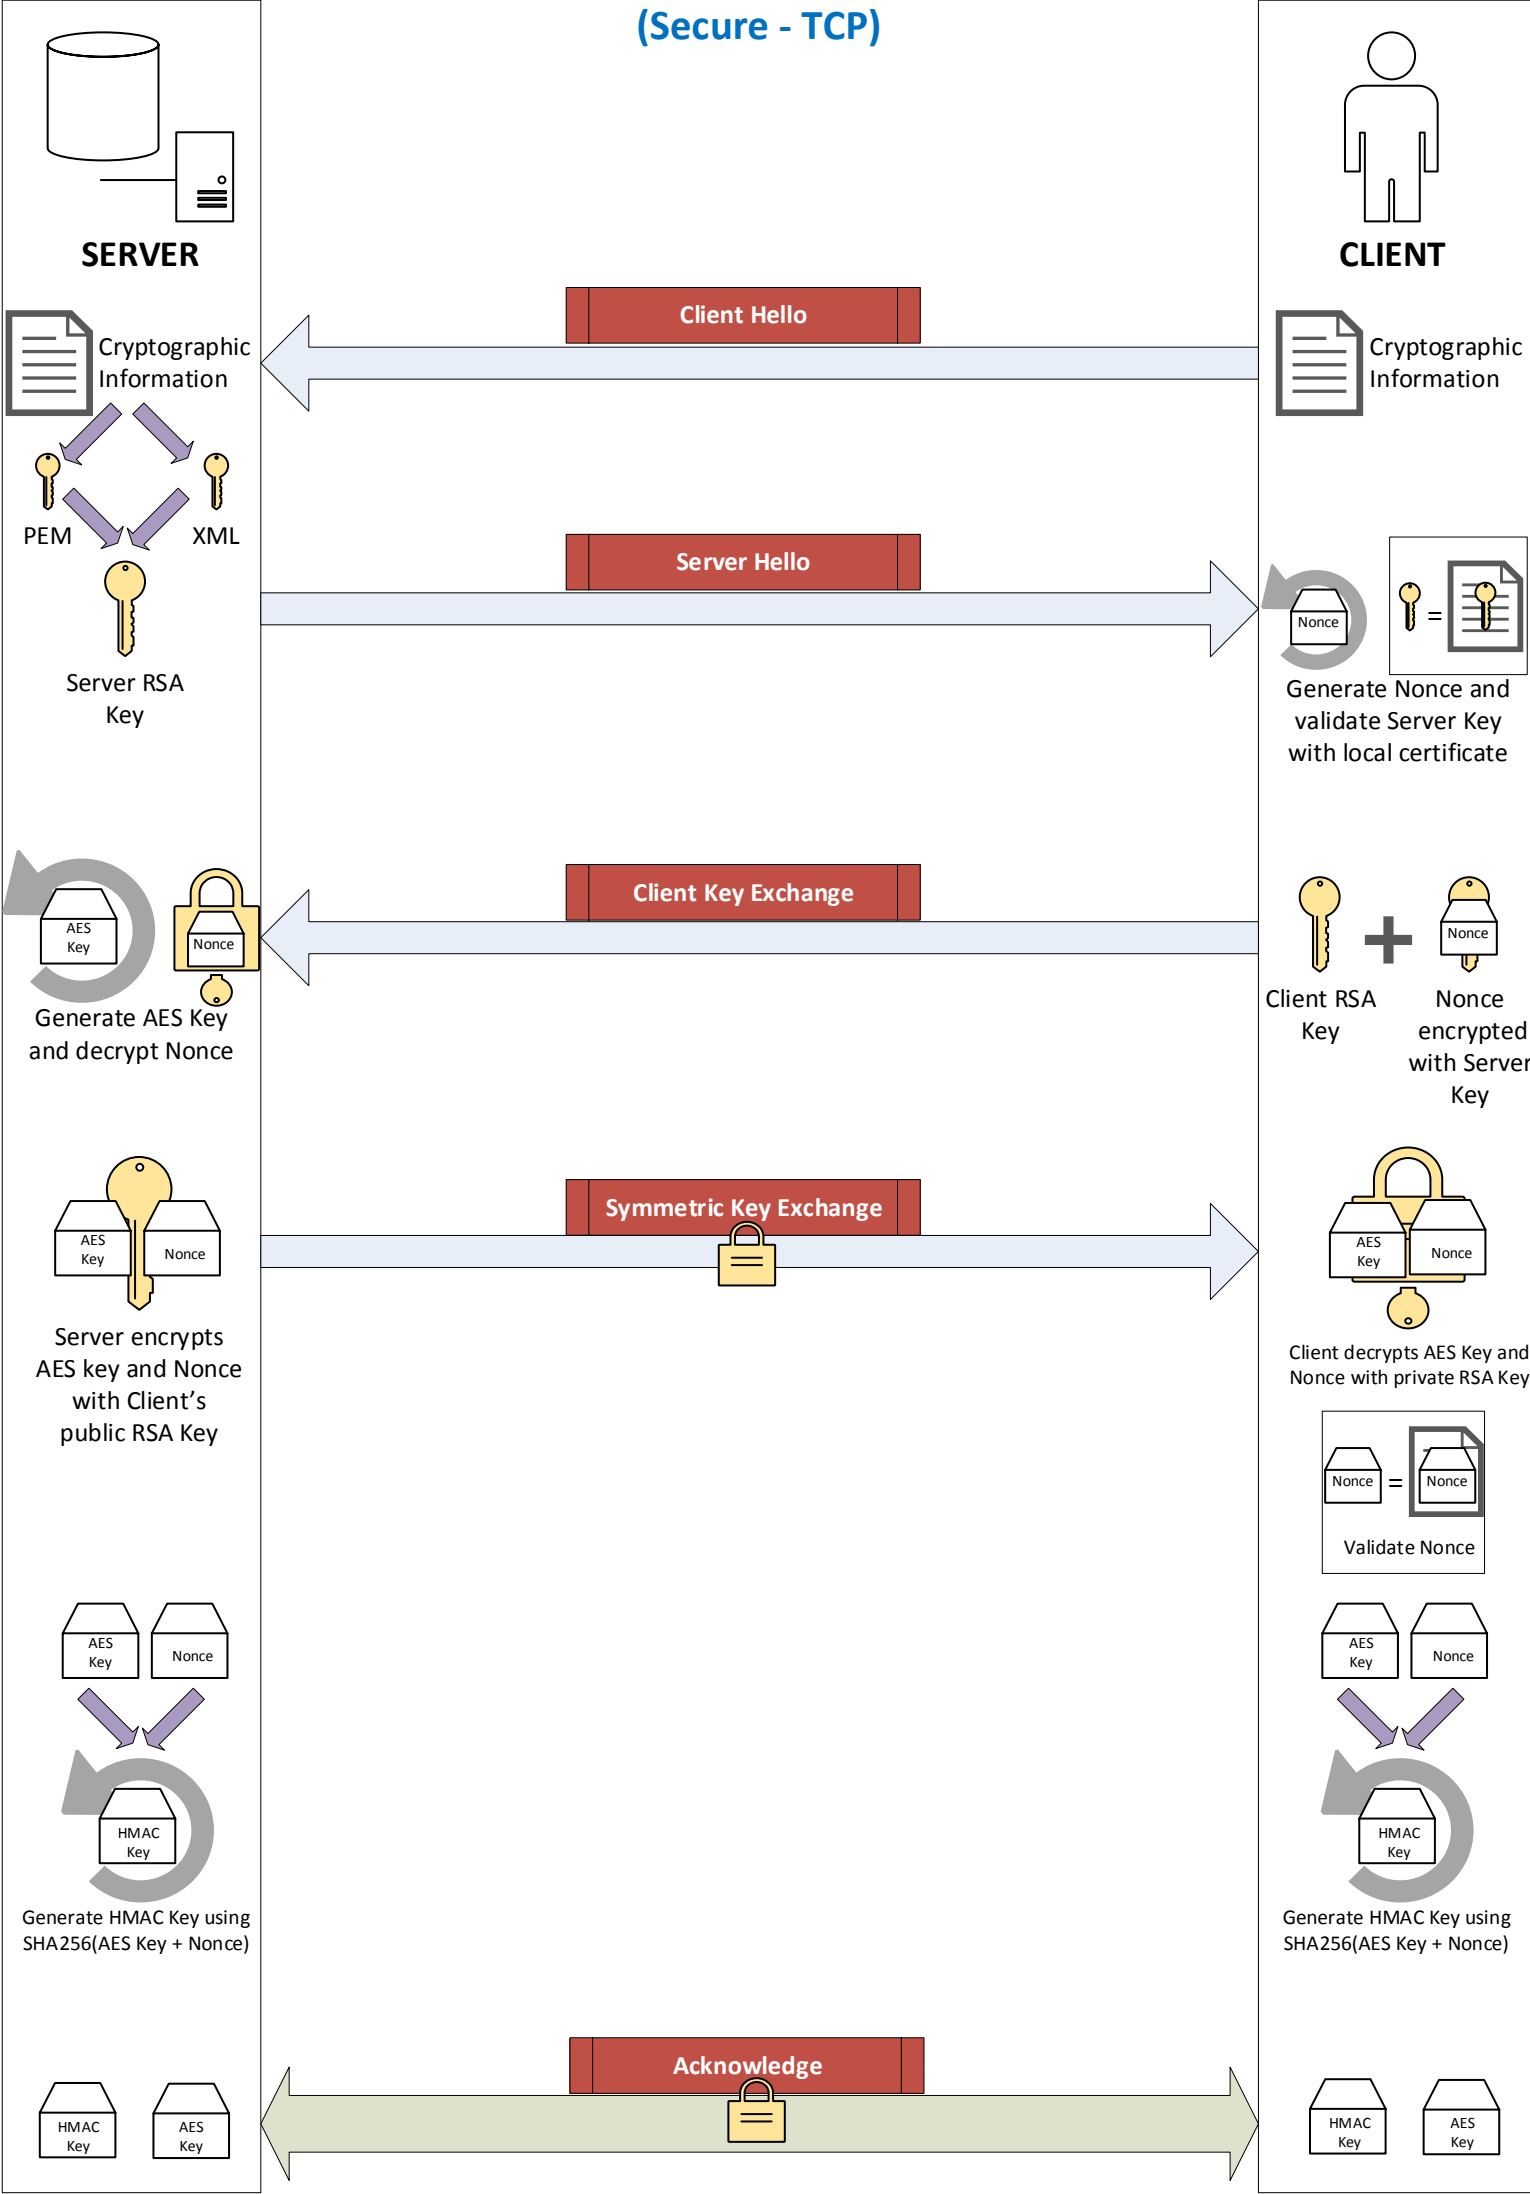 (Secure - TCP)
SERVER
CLIENT
Client Hello
Cryptographic
Information
Cryptographic
Information
PEM
XML
Server RSA
Key
Server Hello
Nonce
=
Generate Nonce and
validate Server Key
with local certificate
AES
Key
Nonce
Generate AES Key
and decrypt Nonce
Client Key Exchange
Client RSA
Key
Nonce
Nonce
encrypted
with Server
Key
AES
Key
Nonce
Server encrypts
AES key and Nonce
with Client's
public RSA Key
Symmetric Key Exchange
AES
Key
Nonce
Client decrypts AES Key and
Nonce with private RSA Key
Nonce
=
Nonce
Validate Nonce
AES
Key
Nonce
HMAC
Key
Generate HMAC Key using
SHA256(AES Key + Nonce)
AES
Key
Nonce
HMAC
Key
Generate HMAC Key using
SHA256(AES Key + Nonce)
Acknowledge
HMAC
Key
AES
Key
HMAC
Key
AES
Key